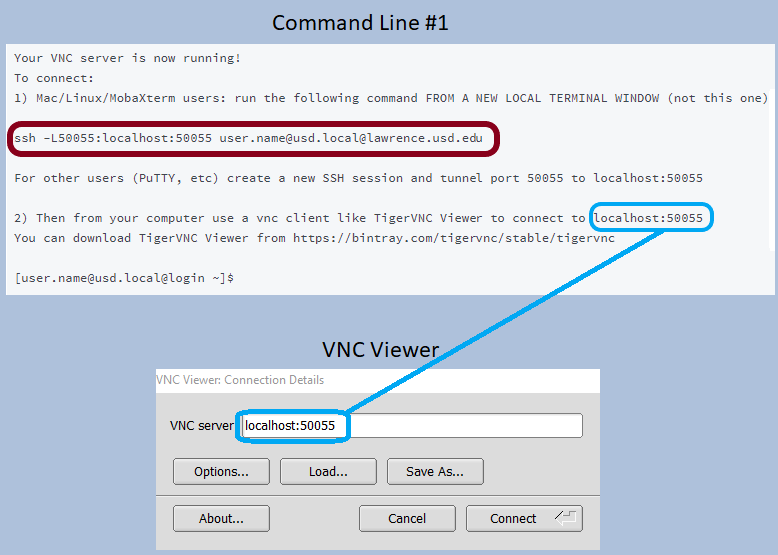 Command Line #1
Your VNC server is now running!
To connect:
1) Mac/Linux/MobaXterm users: run the following command FROM A NEW LOCAL TERMINAL WINDOW (not this one)
ssh -L50055:localhost:50055 user.name@usd.local@lawrence.usd.edu
For other users (PuTTY, etc) create a new SSH session and tunnel port 50055 to localhost:50055
2) Then from your computer use a vnc client like TigerVNC Viewer to connect to localhost:50055
You can download TigerVNC Viewer from https://bintray.com/tigervnc/stable/tigervnc
[user.name@usd.local@login ~]$
VNC Viewer
VNC Viewer: Connection Details
VNC server localhost:50055
Options... Load... Save As...
About... Cancel Connect